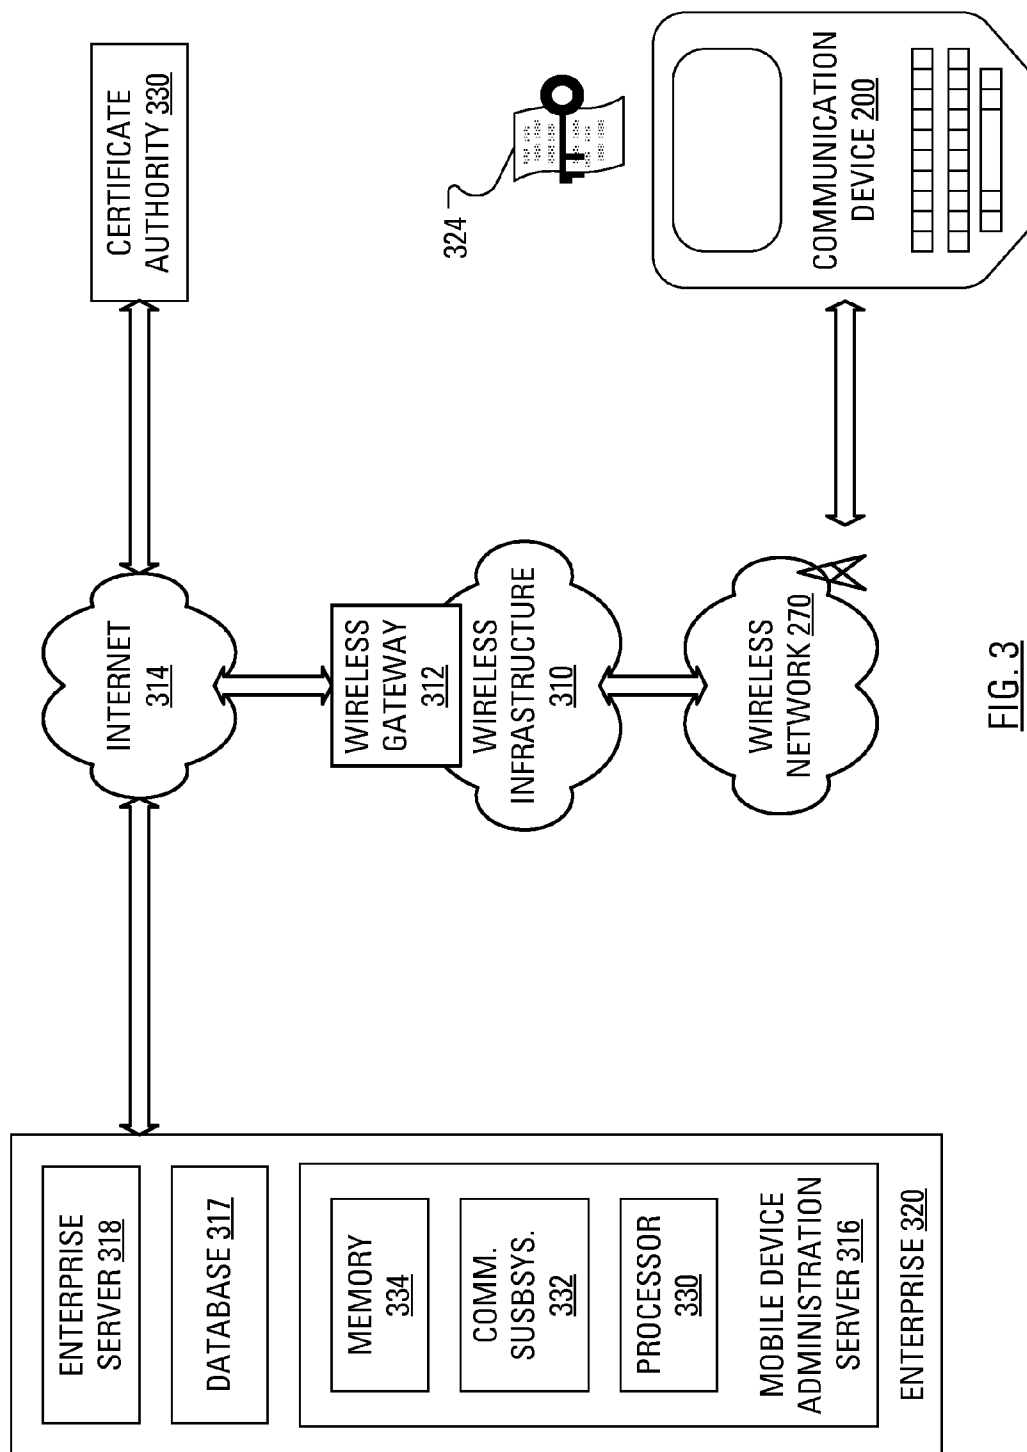 ENTERPRISE
SERVER 318
DATABASE 317
MEMORY
334
COMM.
SUSBSYS.
332
PROCESSOR
330
MOBILE DEVICE
ADMINISTRATION
SERVER 316
ENTERPRISE 320
INTERNET
314
WIRELESS
GATEWAY
312
WIRELESS
INFRASTRUCTURE
310
WIRELESS
NETWORK 270
CERTIFICATE
AUTHORITY 330
324
COMMUNICATION
DEVICE 200
FIG. 3